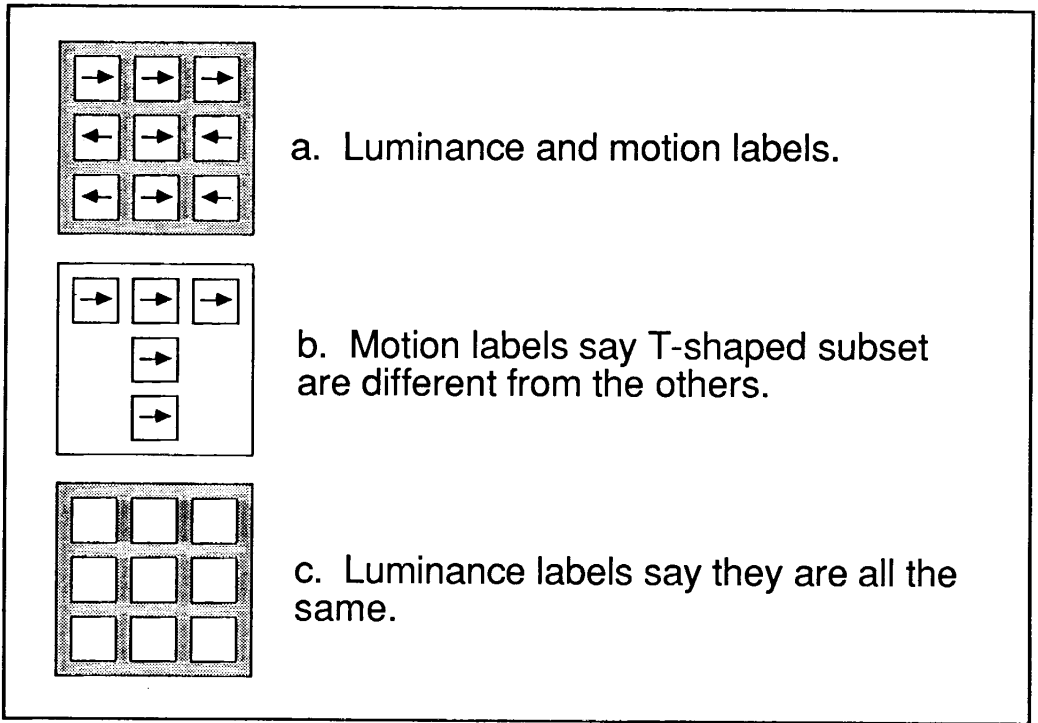 a. Luminance and motion labels.
b. Motion labels say T-shaped subset
are different from the others.
c. Luminance labels say they are all the
same.